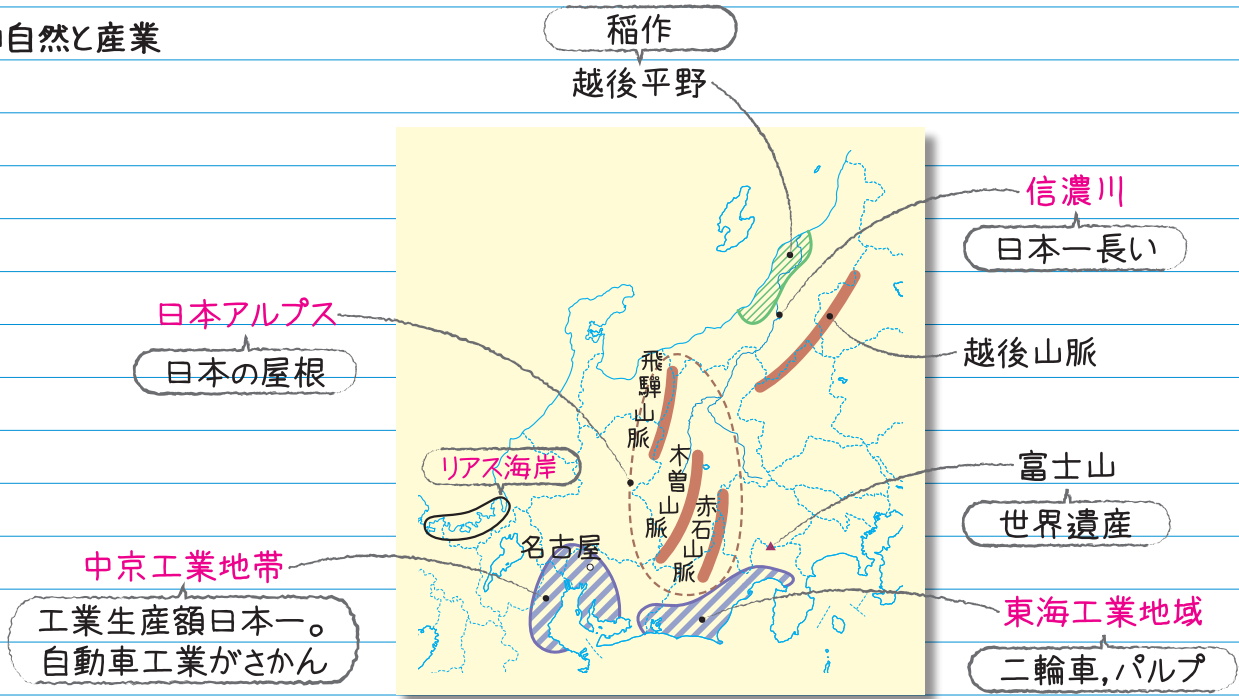 自然と産業
稲作
越後平野
信濃川
日本一長い
日本アルプス
日本の屋根
越後山脈
飛驒山脈
木曽山脈
赤石山脈
リアス海岸
富士山
世界遺産
名古屋
中京工業地帯
工業生産額日本一。
自動車工業がさかん
東海工業地域
二輪車,パルプ